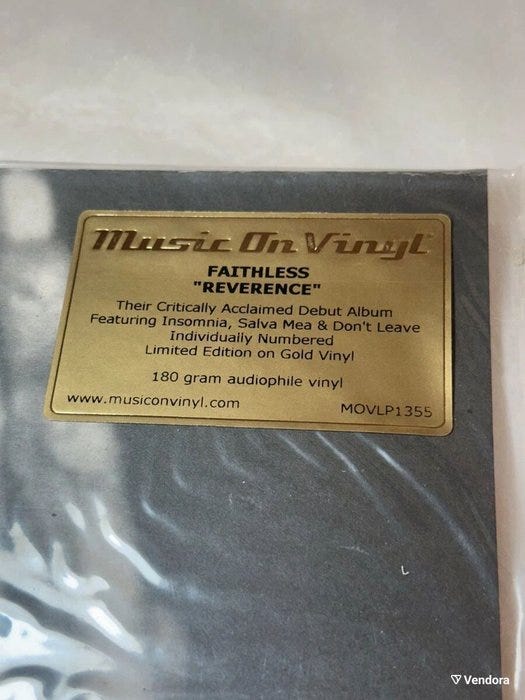 Music On Vinyl
FAITHLESS
"REVERENCE"
Their Critically Acclaimed Debut Album
Featuring Insomnia, Salva Mea & Don't Leave
Individually Numbered
Limited Edition on Gold Vinyl
180 gram audiophile vinyl
www.musiconvinyl.com MOVLP1355
Vendora